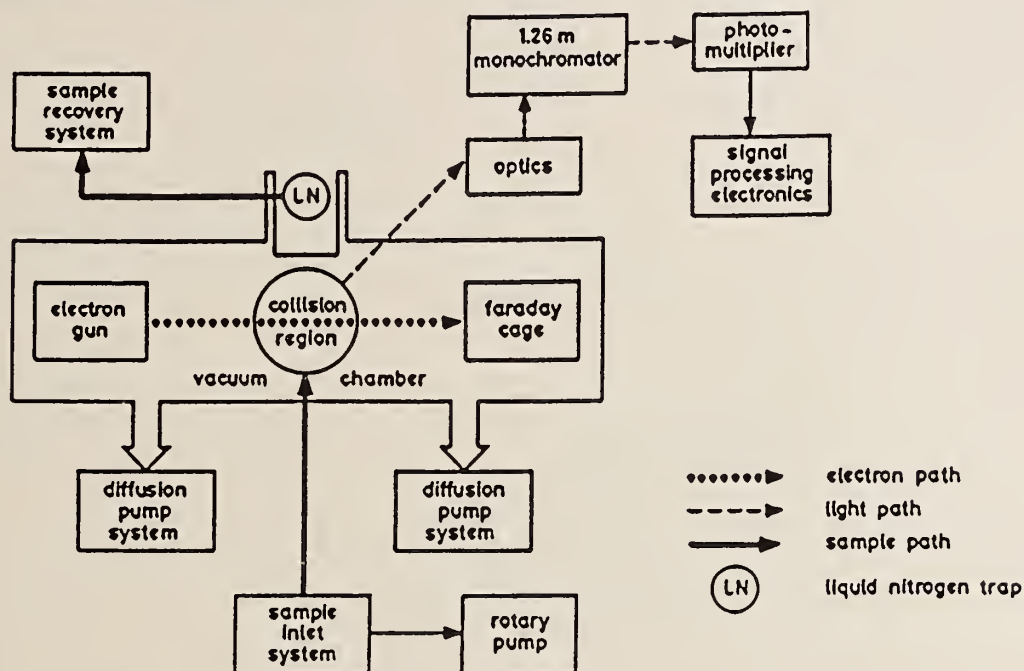 1.26 m
monochromator
photo-
multiplier
sample
recovery
system
optics
signal
processing
electronics
LN
electron
gun
collision
region
faraday
cage
vacuum chamber
diffusion
pump
system
diffusion
pump
system
electron path
light path
sample path
LN liquid nitrogen trap
sample
inlet
system
rotary
pump